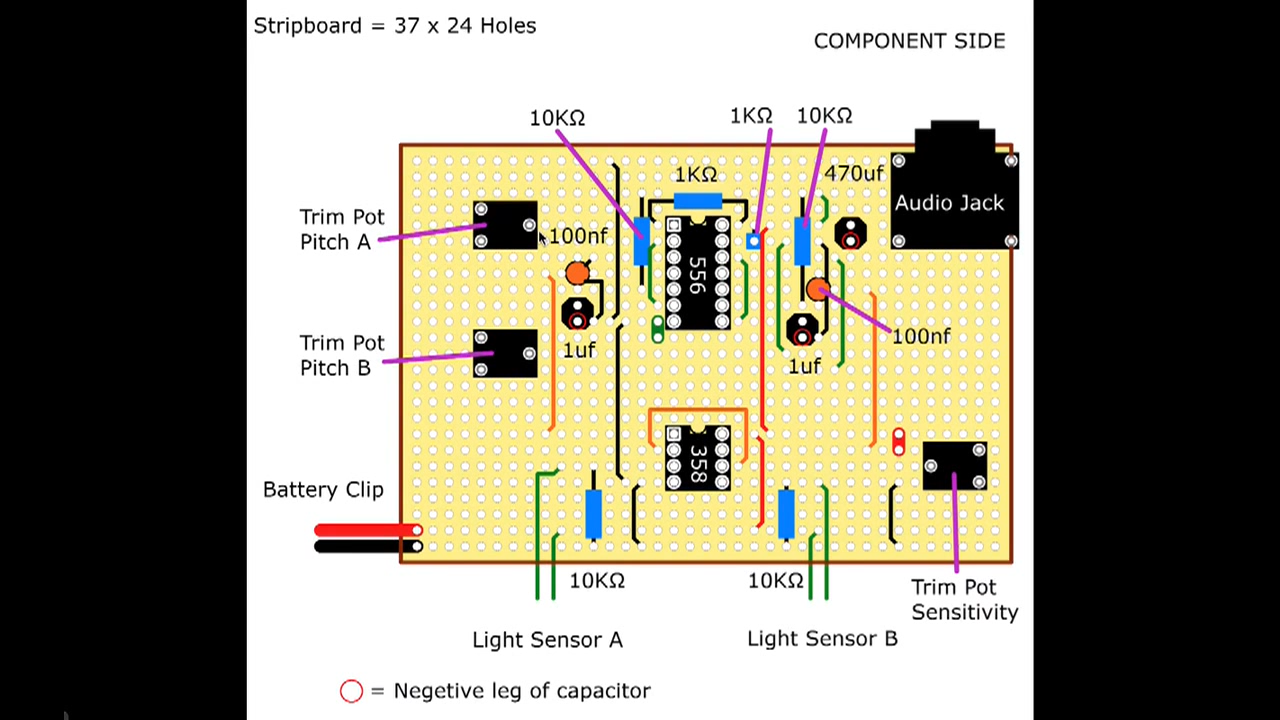 Stripboard = 37 x 24 Holes
COMPONENT SIDE
10KΩ
1KΩ
10KΩ
1KΩ
470uf
Audio Jack
Trim Pot
Pitch A
100nf
556
Trim Pot
Pitch B
1uf
100nf
1uf
358
Battery Clip
10KΩ
10KΩ
Trim Pot
Sensitivity
Light Sensor A
Light Sensor B
= Negetive leg of capacitor